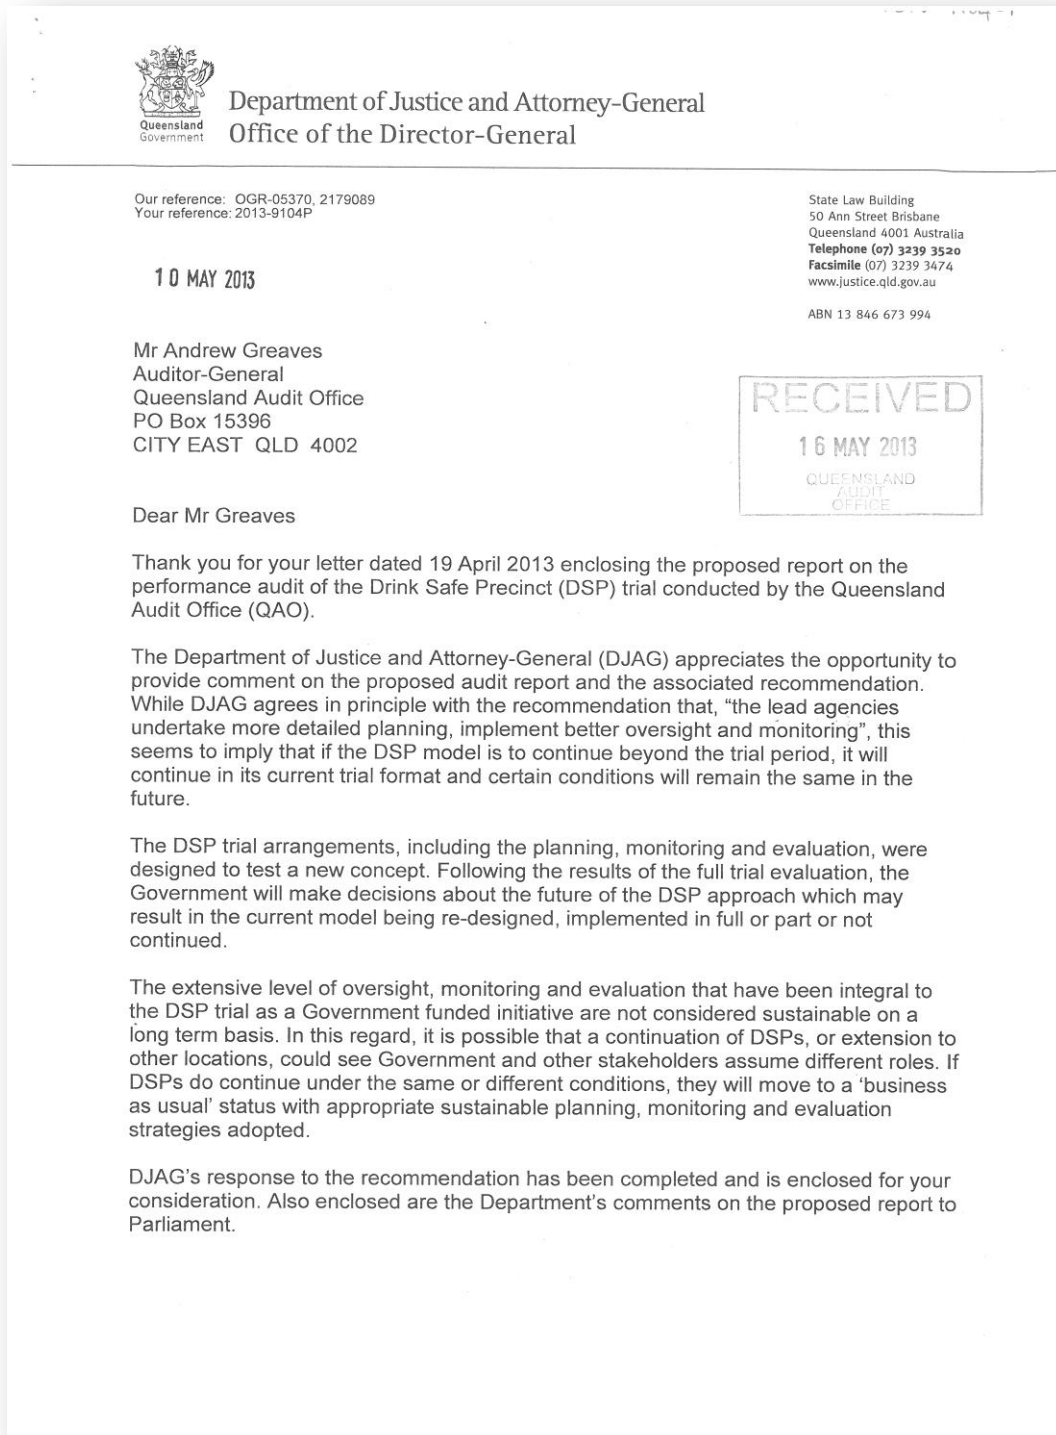 Queensland
Government
Department of Justice and Attorney-General
Office of the Director-General
Our reference: OGR-05370, 2179089
Your reference: 2013-9104P
State Law Building
50 Ann Street Brisbane
Queensland 4001 Australia
Telephone (07) 3239 3520
Facsimile (07) 3239 3474
www.justice.qld.gov.au
ABN 13 846 673 994
10 MAY 2013
Mr Andrew Greaves
Auditor-General
Queensland Audit Office
PO Box 15396
CITY EAST QLD 4002
RECEIVED
16 MAY 2013
QUEENSLAND
AUDIT
OFFICE
Dear Mr Greaves
Thank you for your letter dated 19 April 2013 enclosing the proposed report on the
performance audit of the Drink Safe Precinct (DSP) trial conducted by the Queensland
Audit Office (QAO).
The Department of Justice and Attorney-General (DJAG) appreciates the opportunity to
provide comment on the proposed audit report and the associated recommendation.
While DJAG agrees in principle with the recommendation that, “the lead agencies
undertake more detailed planning, implement better oversight and monitoring”, this
seems to imply that if the DSP model is to continue beyond the trial period, it will
continue in its current trial format and certain conditions will remain the same in the
future.
The DSP trial arrangements, including the planning, monitoring and evaluation, were
designed to test a new concept. Following the results of the full trial evaluation, the
Government will make decisions about the future of the DSP approach which may
result in the current model being re-designed, implemented in full or part or not
continued.
The extensive level of oversight, monitoring and evaluation that have been integral to
the DSP trial as a Government funded initiative are not considered sustainable on a
long term basis. In this regard, it is possible that a continuation of DSPs, or extension to
other locations, could see Government and other stakeholders assume different roles. If
DSPs do continue under the same or different conditions, they will move to a ‘business
as usual’ status with appropriate sustainable planning, monitoring and evaluation
strategies adopted.
DJAG’s response to the recommendation has been completed and is enclosed for your
consideration. Also enclosed are the Department’s comments on the proposed report to
Parliament.